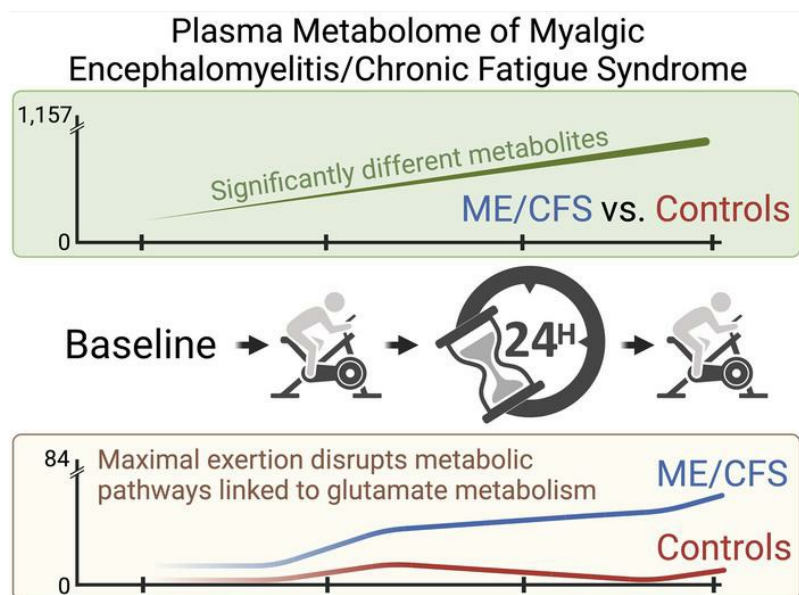 Plasma Metabolome of Myalgic
Encephalomyelitis/Chronic Fatigue Syndrome
1,157
Significantly different metabolites
ME/CFS vs. Controls
0
Baseline
24H
84
Maximal exertion disrupts metabolic
pathways linked to glutamate metabolism
ME/CFS
Controls
0